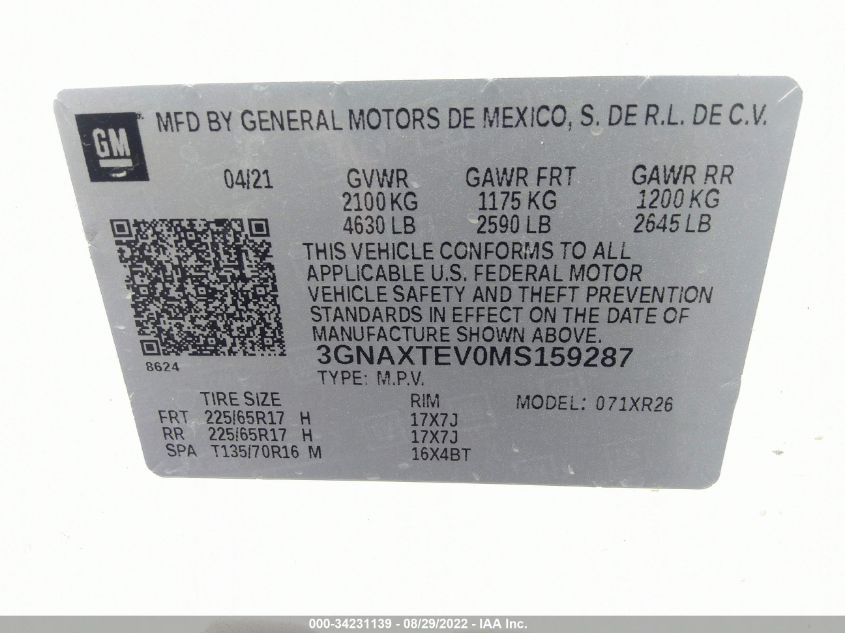 GM MFD BY GENERAL MOTORS DE MEXICO, S. DE R.L. DE C.V.
04/21 GVWR GAWR FRT GAWR RR
2100 KG 1175 KG 1200 KG
4630 LB 2590 LB 2645 LB
THIS VEHICLE CONFORMS TO ALL
APPLICABLE U.S. FEDERAL MOTOR
VEHICLE SAFETY AND THEFT PREVENTION
STANDARDS IN EFFECT ON THE DATE OF
MANUFACTURE SHOWN ABOVE.
8624 3GNAXTEV0MS159287
TYPE: M.P.V.
TIRE SIZE RIM MODEL: 071XR26
FRT 225/65R17 H 17X7J
RR 225/65R17 H 17X7J
SPA T135/70R16 M 16X4BT
000-34231139 - 08/29/2022 - IAA Inc.